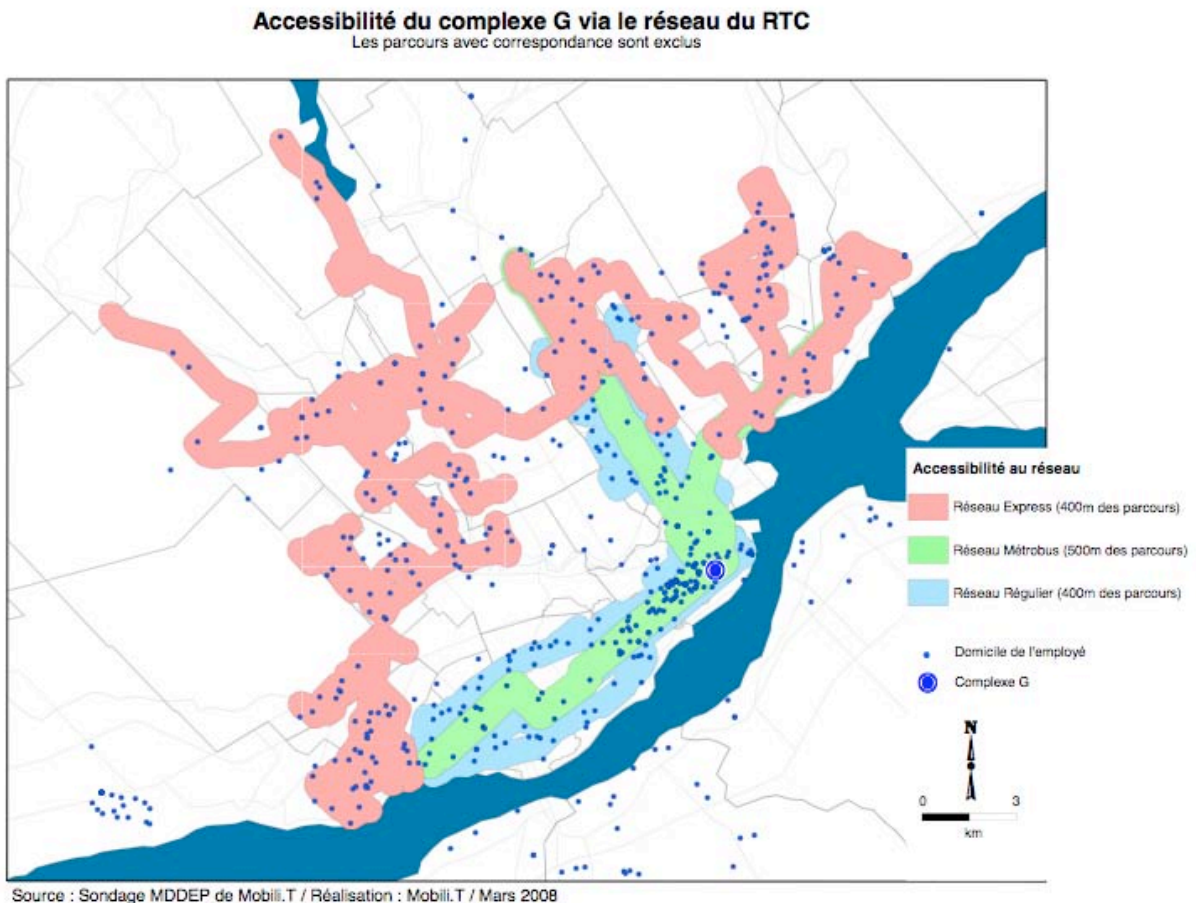 Accessibilité du complexe G via le réseau du RTC
Les parcours avec correspondance sont exclus
Accessibilité au réseau
Réseau Express (400m des parcours)
Réseau Métrobus (500m des parcours)
Réseau Régulier (400m des parcours)
Domicile de l'employé
Complexe G
N
0 3
km
Source : Sondage MDDEP de Mobili.T / Réalisation : Mobili.T / Mars 2008